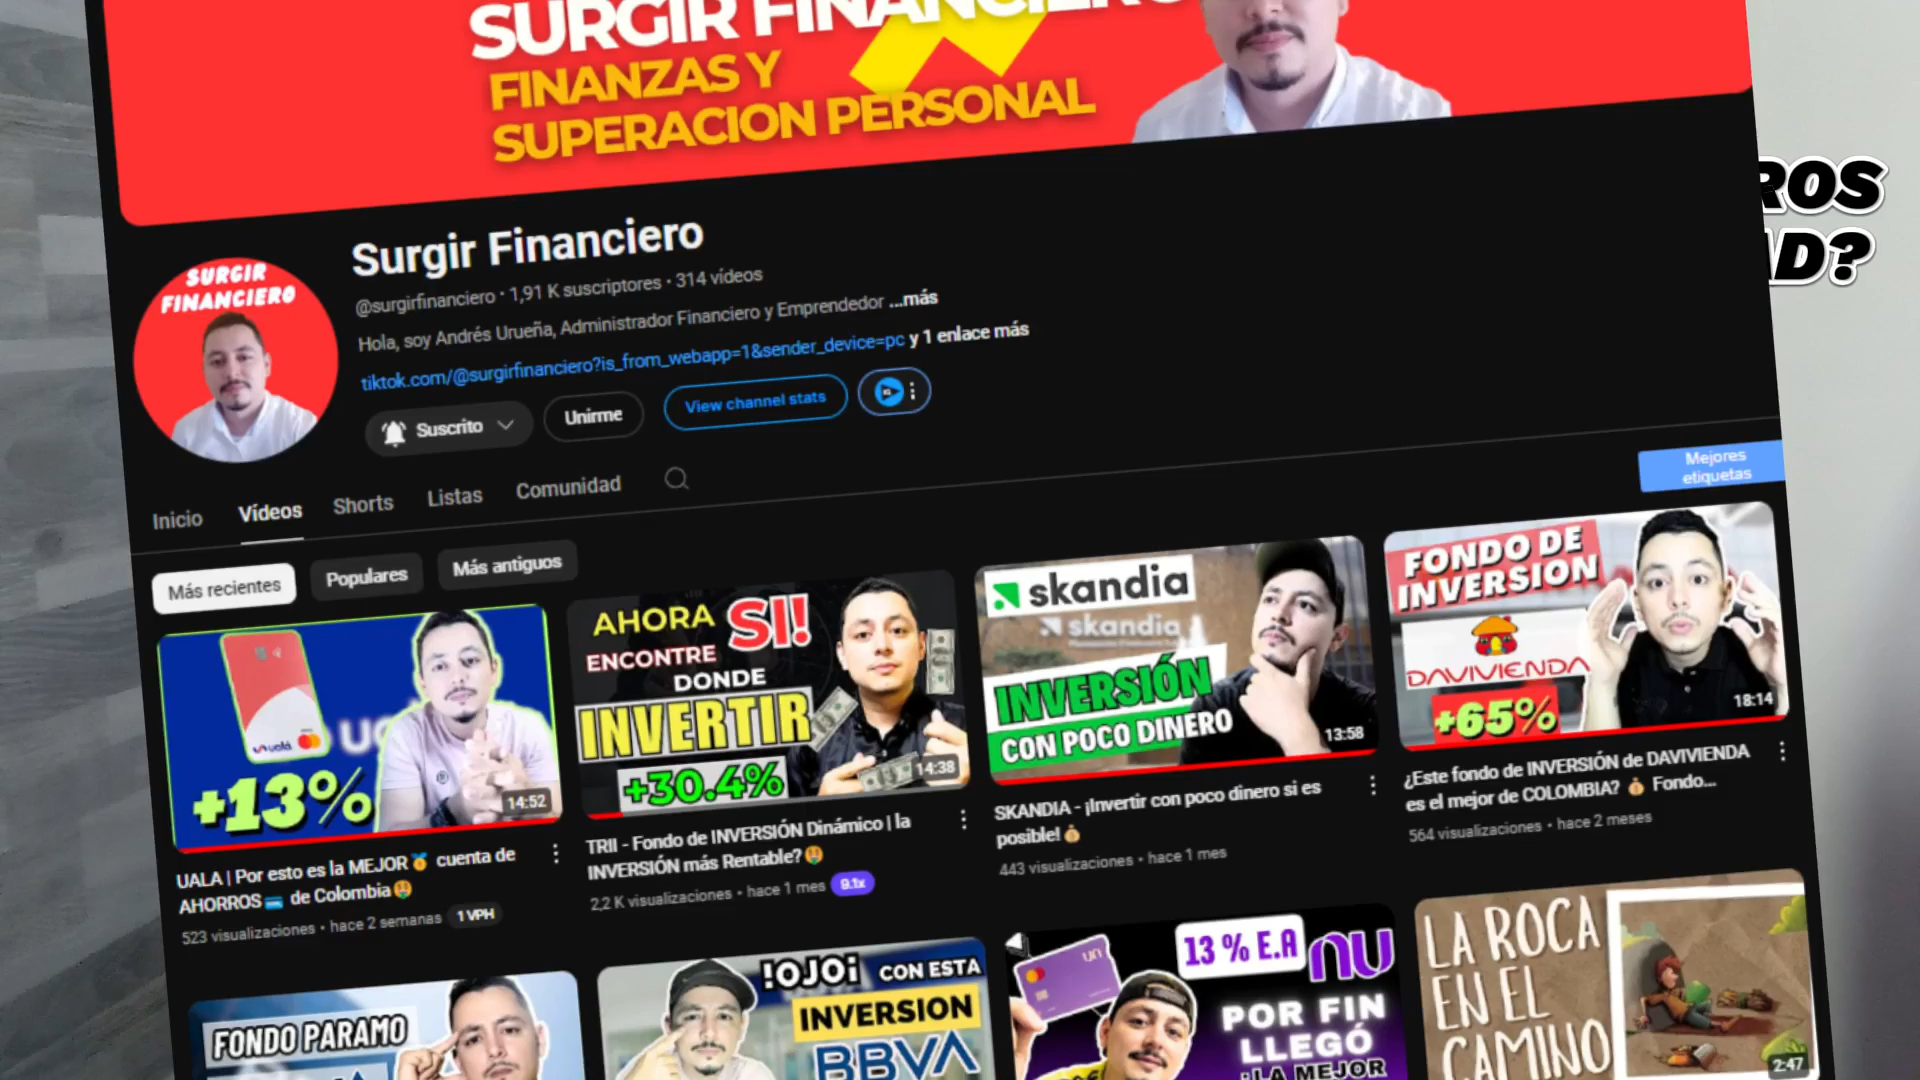 SURGIR FINANCIERO
FINANZAS Y
SUPERACION PERSONAL
ROS
AD?
SURGIR
FINANCIERO
Surgir Financiero
@surgirfinanciero • 1,91 K suscriptores • 314 vídeos
Hola, soy Andrés Urueña, Administrador Financiero y Emprendedor ...más
tiktok.com/@surgirfinanciero?is_from_webapp=1&sender_device=pc y 1 enlace más
Suscrito
Unirme
View channel stats
Inicio
Vídeos
Shorts
Listas
Comunidad
Mejores
etiquetas
Más recientes
Populares
Más antiguos
ualá
+13%
14:52
UALA | Por esto es la MEJOR🥇 cuenta de
AHORROS💳 de Colombia🤑
523 visualizaciones • hace 2 semanas
1 VPH
AHORA SI!
ENCONTRE
DONDE
INVERTIR
+30.4%
14:38
TRII - Fondo de INVERSIÓN Dinámico | la
INVERSIÓN más Rentable?🤑
2,2 K visualizaciones • hace 1 mes
9.1x
skandia
skandia
INVERSIÓN
CON POCO DINERO
13:58
SKANDIA - ¡Invertir con poco dinero si es
posible!💰
443 visualizaciones • hace 1 mes
FONDO DE
INVERSION
DAVIVIENDA
+65%
18:14
¿Este fondo de INVERSIÓN de DAVIVIENDA
es el mejor de COLOMBIA? 💰 Fondo...
564 visualizaciones • hace 2 meses
FONDO PARAMO
!OJO¡ CON ESTA
INVERSION
BBVA
nu
13 % E.A nu
POR FIN
LLEGÓ
¡LA MEJOR
LA ROCA
EN EL
CAMINO
2:47